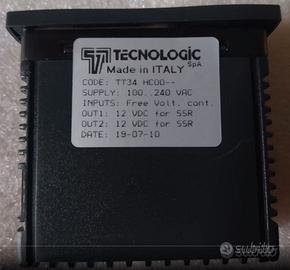 TECNOLOGIC
SpA
Made in ITALY
CODE: TT34 HCOO--
SUPPLY: 100..240 VAC
INPUTS: Free Volt. cont.
OUT1: 12 VDC for SSR
OUT2: 12 VDC for SSR
DATE: 19-07-10
subito